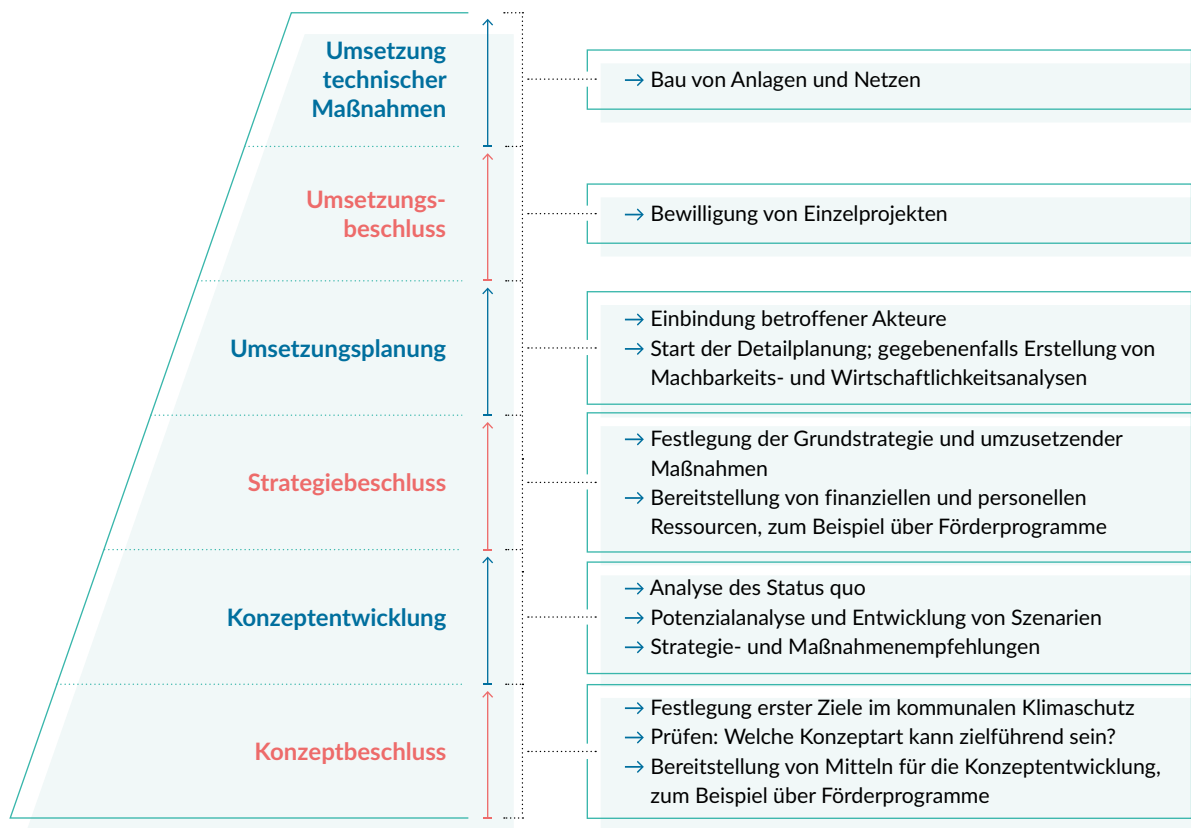 Umsetzung
technischer
Maßnahmen
→ Bau von Anlagen und Netzen
Umsetzungs-
beschluss
→ Bewilligung von Einzelprojekten
Umsetzungsplanung
→ Einbindung betroffener Akteure
→ Start der Detailplanung; gegebenenfalls Erstellung von
Machbarkeits- und Wirtschaftlichkeitsanalysen
Strategiebeschluss
→ Festlegung der Grundstrategie und umzusetzender
Maßnahmen
→ Bereitstellung von finanziellen und personellen
Ressourcen, zum Beispiel über Förderprogramme
Konzeptentwicklung
→ Analyse des Status quo
→ Potenzialanalyse und Entwicklung von Szenarien
→ Strategie- und Maßnahmenempfehlungen
Konzeptbeschluss
→ Festlegung erster Ziele im kommunalen Klimaschutz
→ Prüfen: Welche Konzeptart kann zielführend sein?
→ Bereitstellung von Mitteln für die Konzeptentwicklung,
zum Beispiel über Förderprogramme